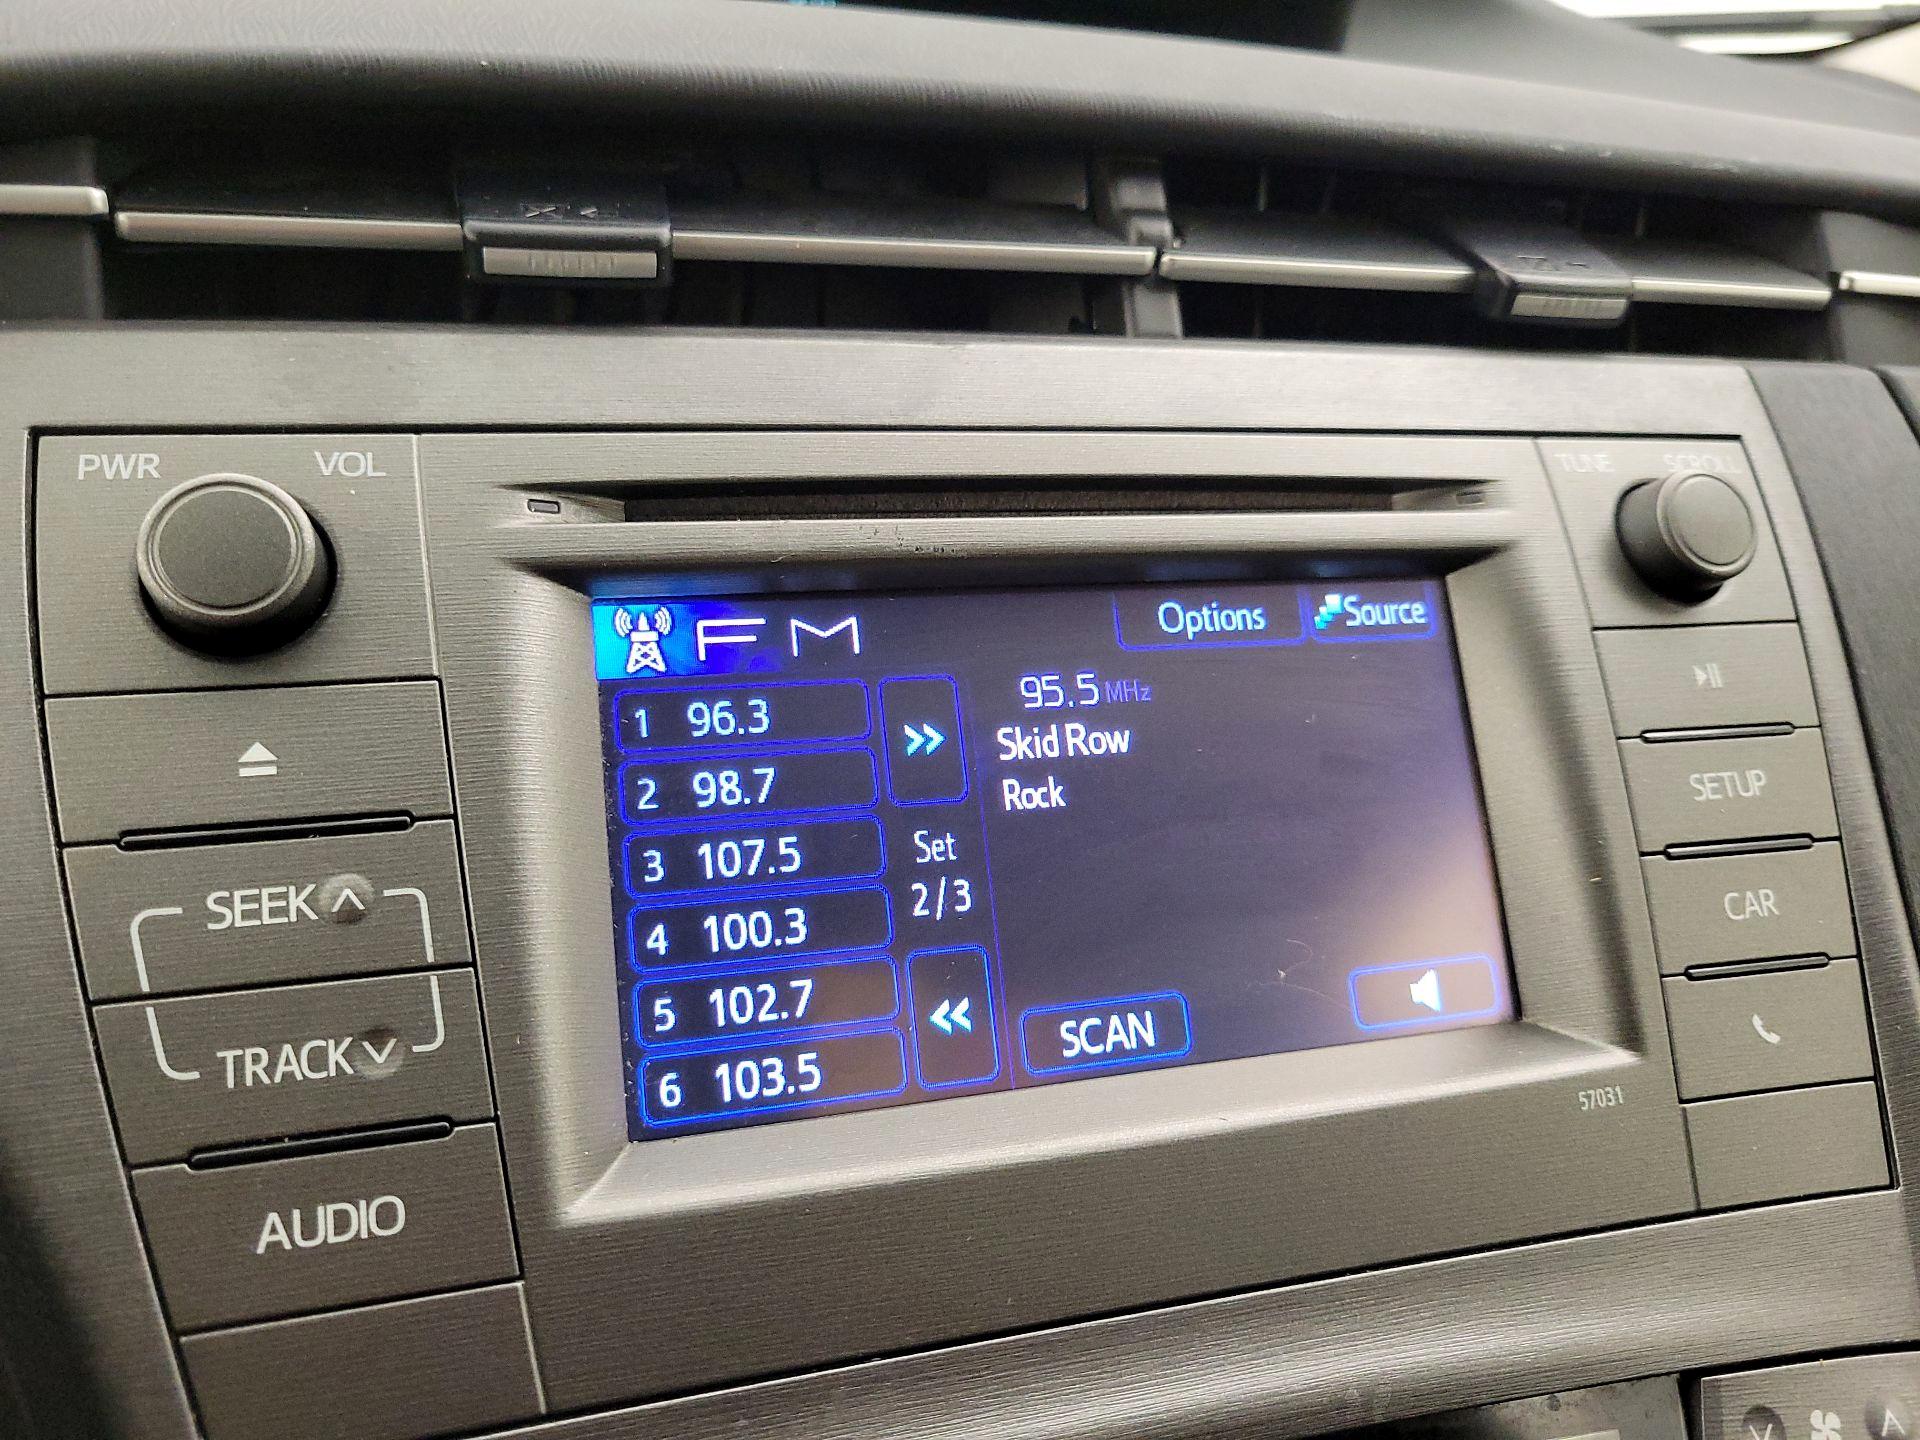 PWR VOL
TUNE SCROLL
FM
Options
Source
1 96.3
2 98.7
3 107.5
4 100.3
5 102.7
6 103.5
Set
2/3
95.5 MHz
Skid Row
Rock
SCAN
SEEK
TRACK
AUDIO
SETUP
CAR
57031